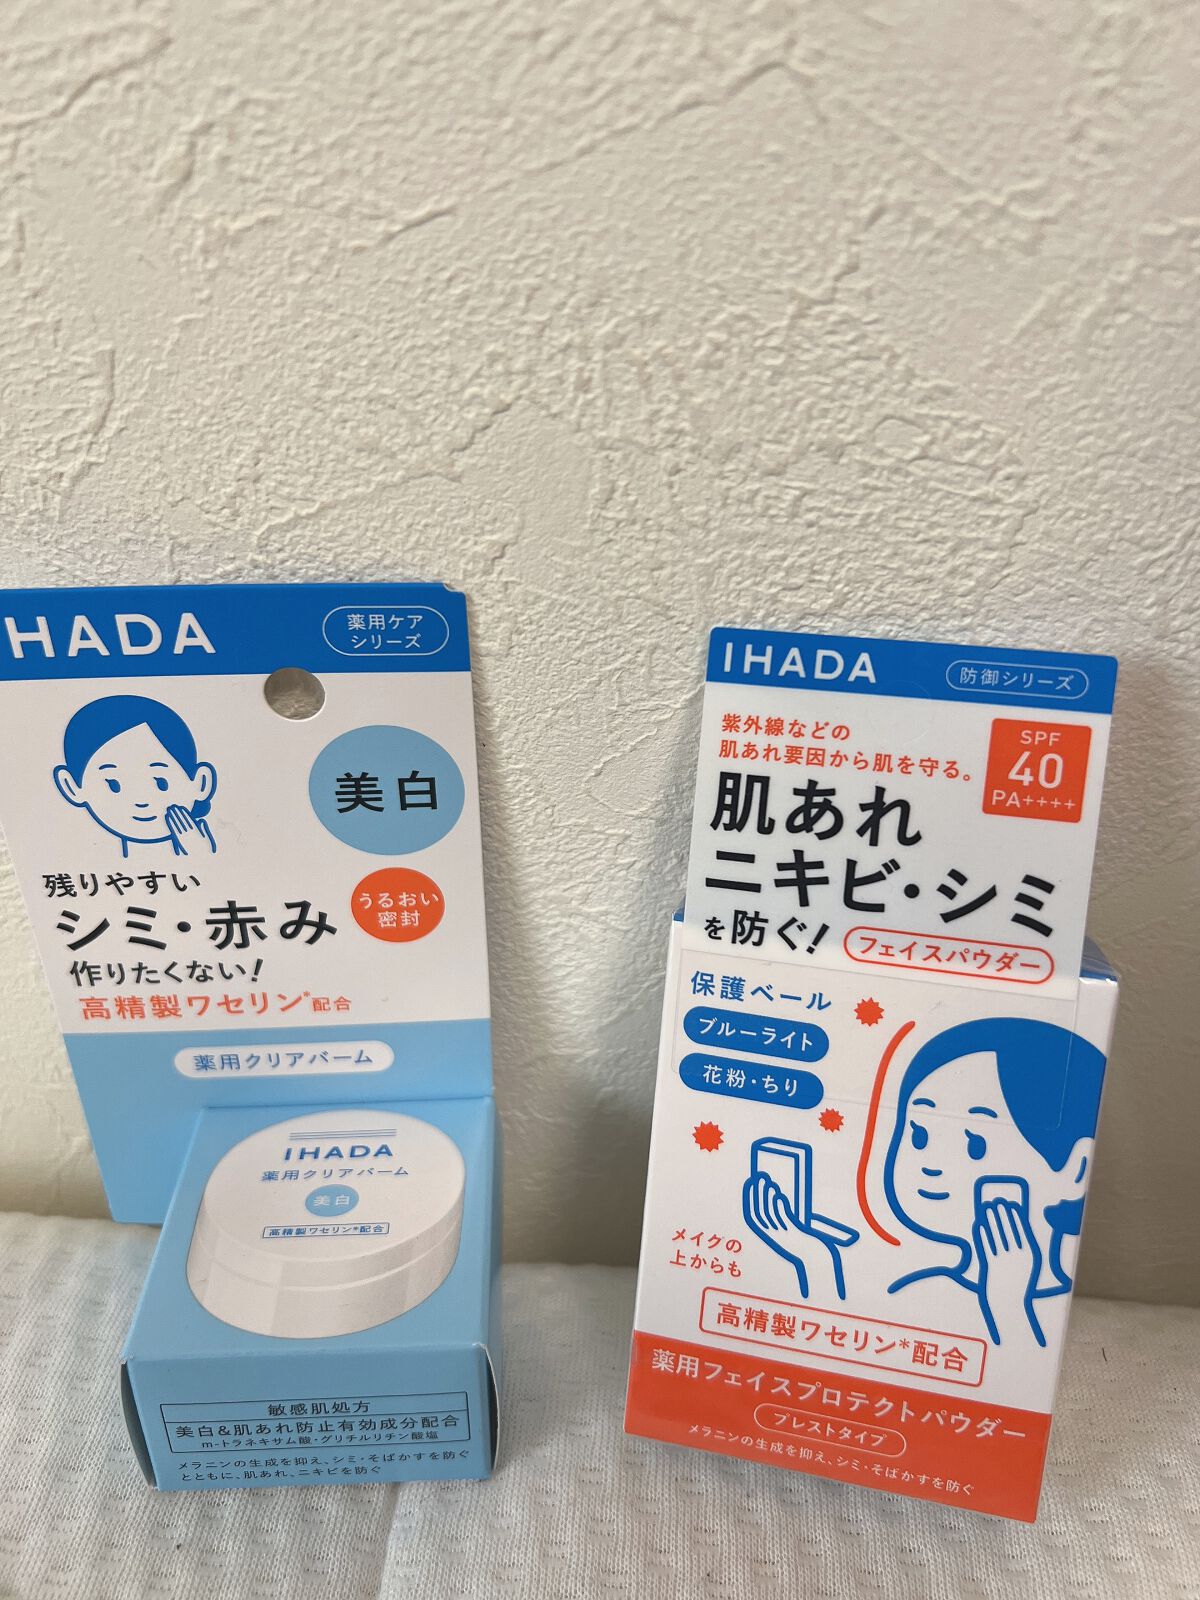 IHADA
薬用ケア
シリーズ
美白
残りやすい
シミ・赤み
作りたくない!
うるおい
密封
高精製ワセリン*配合
薬用クリアバーム
IHADA
薬用クリアバーム
美白
高精製ワセリン*配合
敏感肌処方
美白&肌あれ防止有効成分配合
m-トラネキサム酸・グリチルリチン酸塩
メラニンの生成を抑え、シミ・そばかすを防ぐ
とともに、肌あれ、ニキビを防ぐ
IHADA
防御シリーズ
紫外線などの
肌あれ要因から肌を守る。
SPF
40
PA++++
肌あれ
ニキビ・シミ
を防ぐ!
フェイスパウダー
保護ベール
ブルーライト
花粉・ちり
メイクの
上からも
高精製ワセリン*配合
薬用フェイスプロテクトパウダー
プレストタイプ
メラニンの生成を抑え、シミ・そばかすを防ぐ